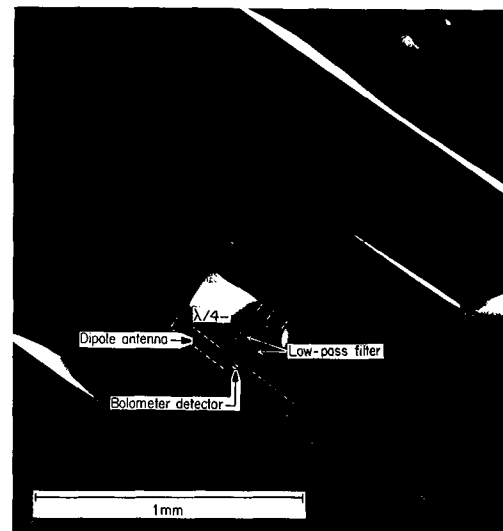 λ/4
Dipole antenna
Low-pass filter
Bolometer detector
1mm